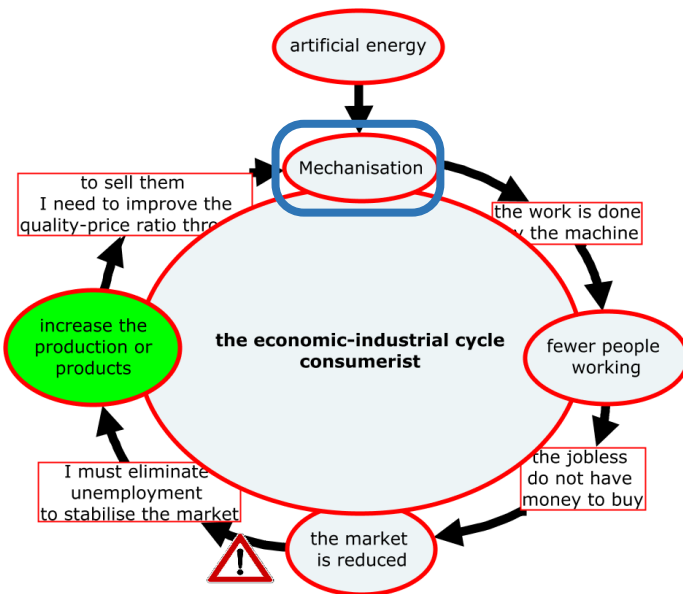 artificial energy
Mechanisation
the work is done
the machine
fewer people
working
the jobless
do not have
money to buy
the market
is reduced
I must eliminate
unemployment
to stabilise the market
increase the
production or
products
to sell them
I need to improve the
quality-price ratio
the economic-industrial cycle
consumerist